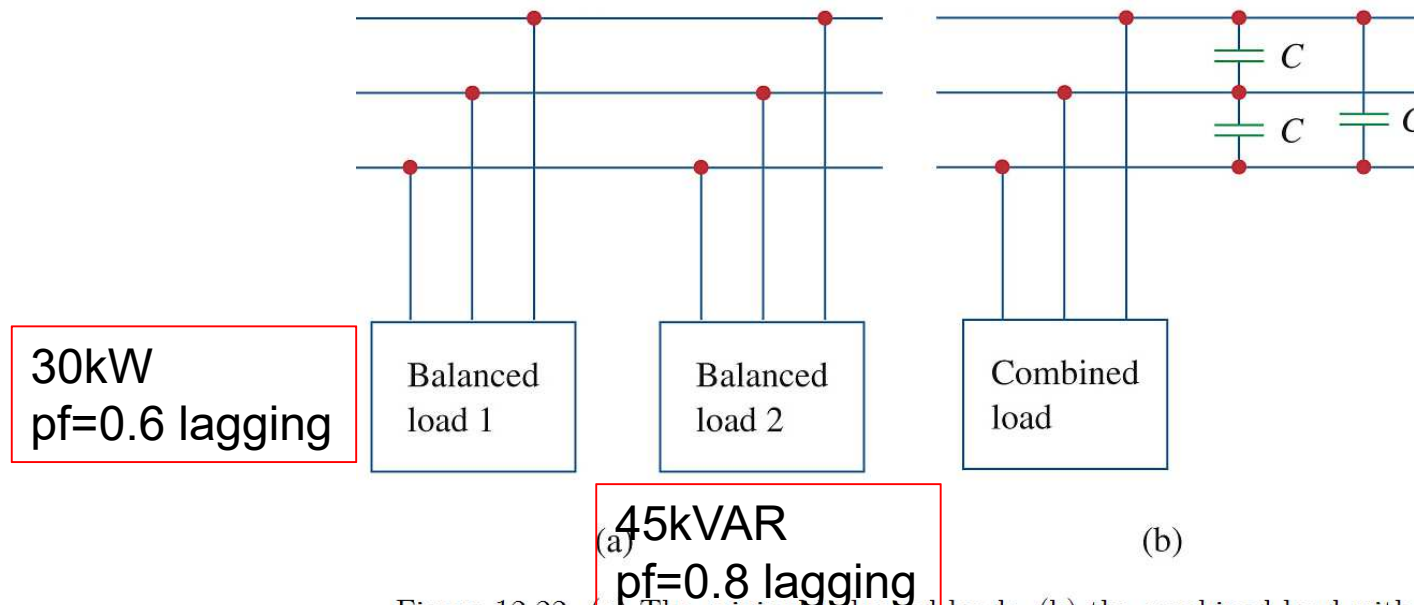 C
C
C
30kW
pf=0.6 lagging
Balanced
load 1
Balanced
load 2
Combined
load
45kVAR
pf=0.8 lagging
(a)
(b)